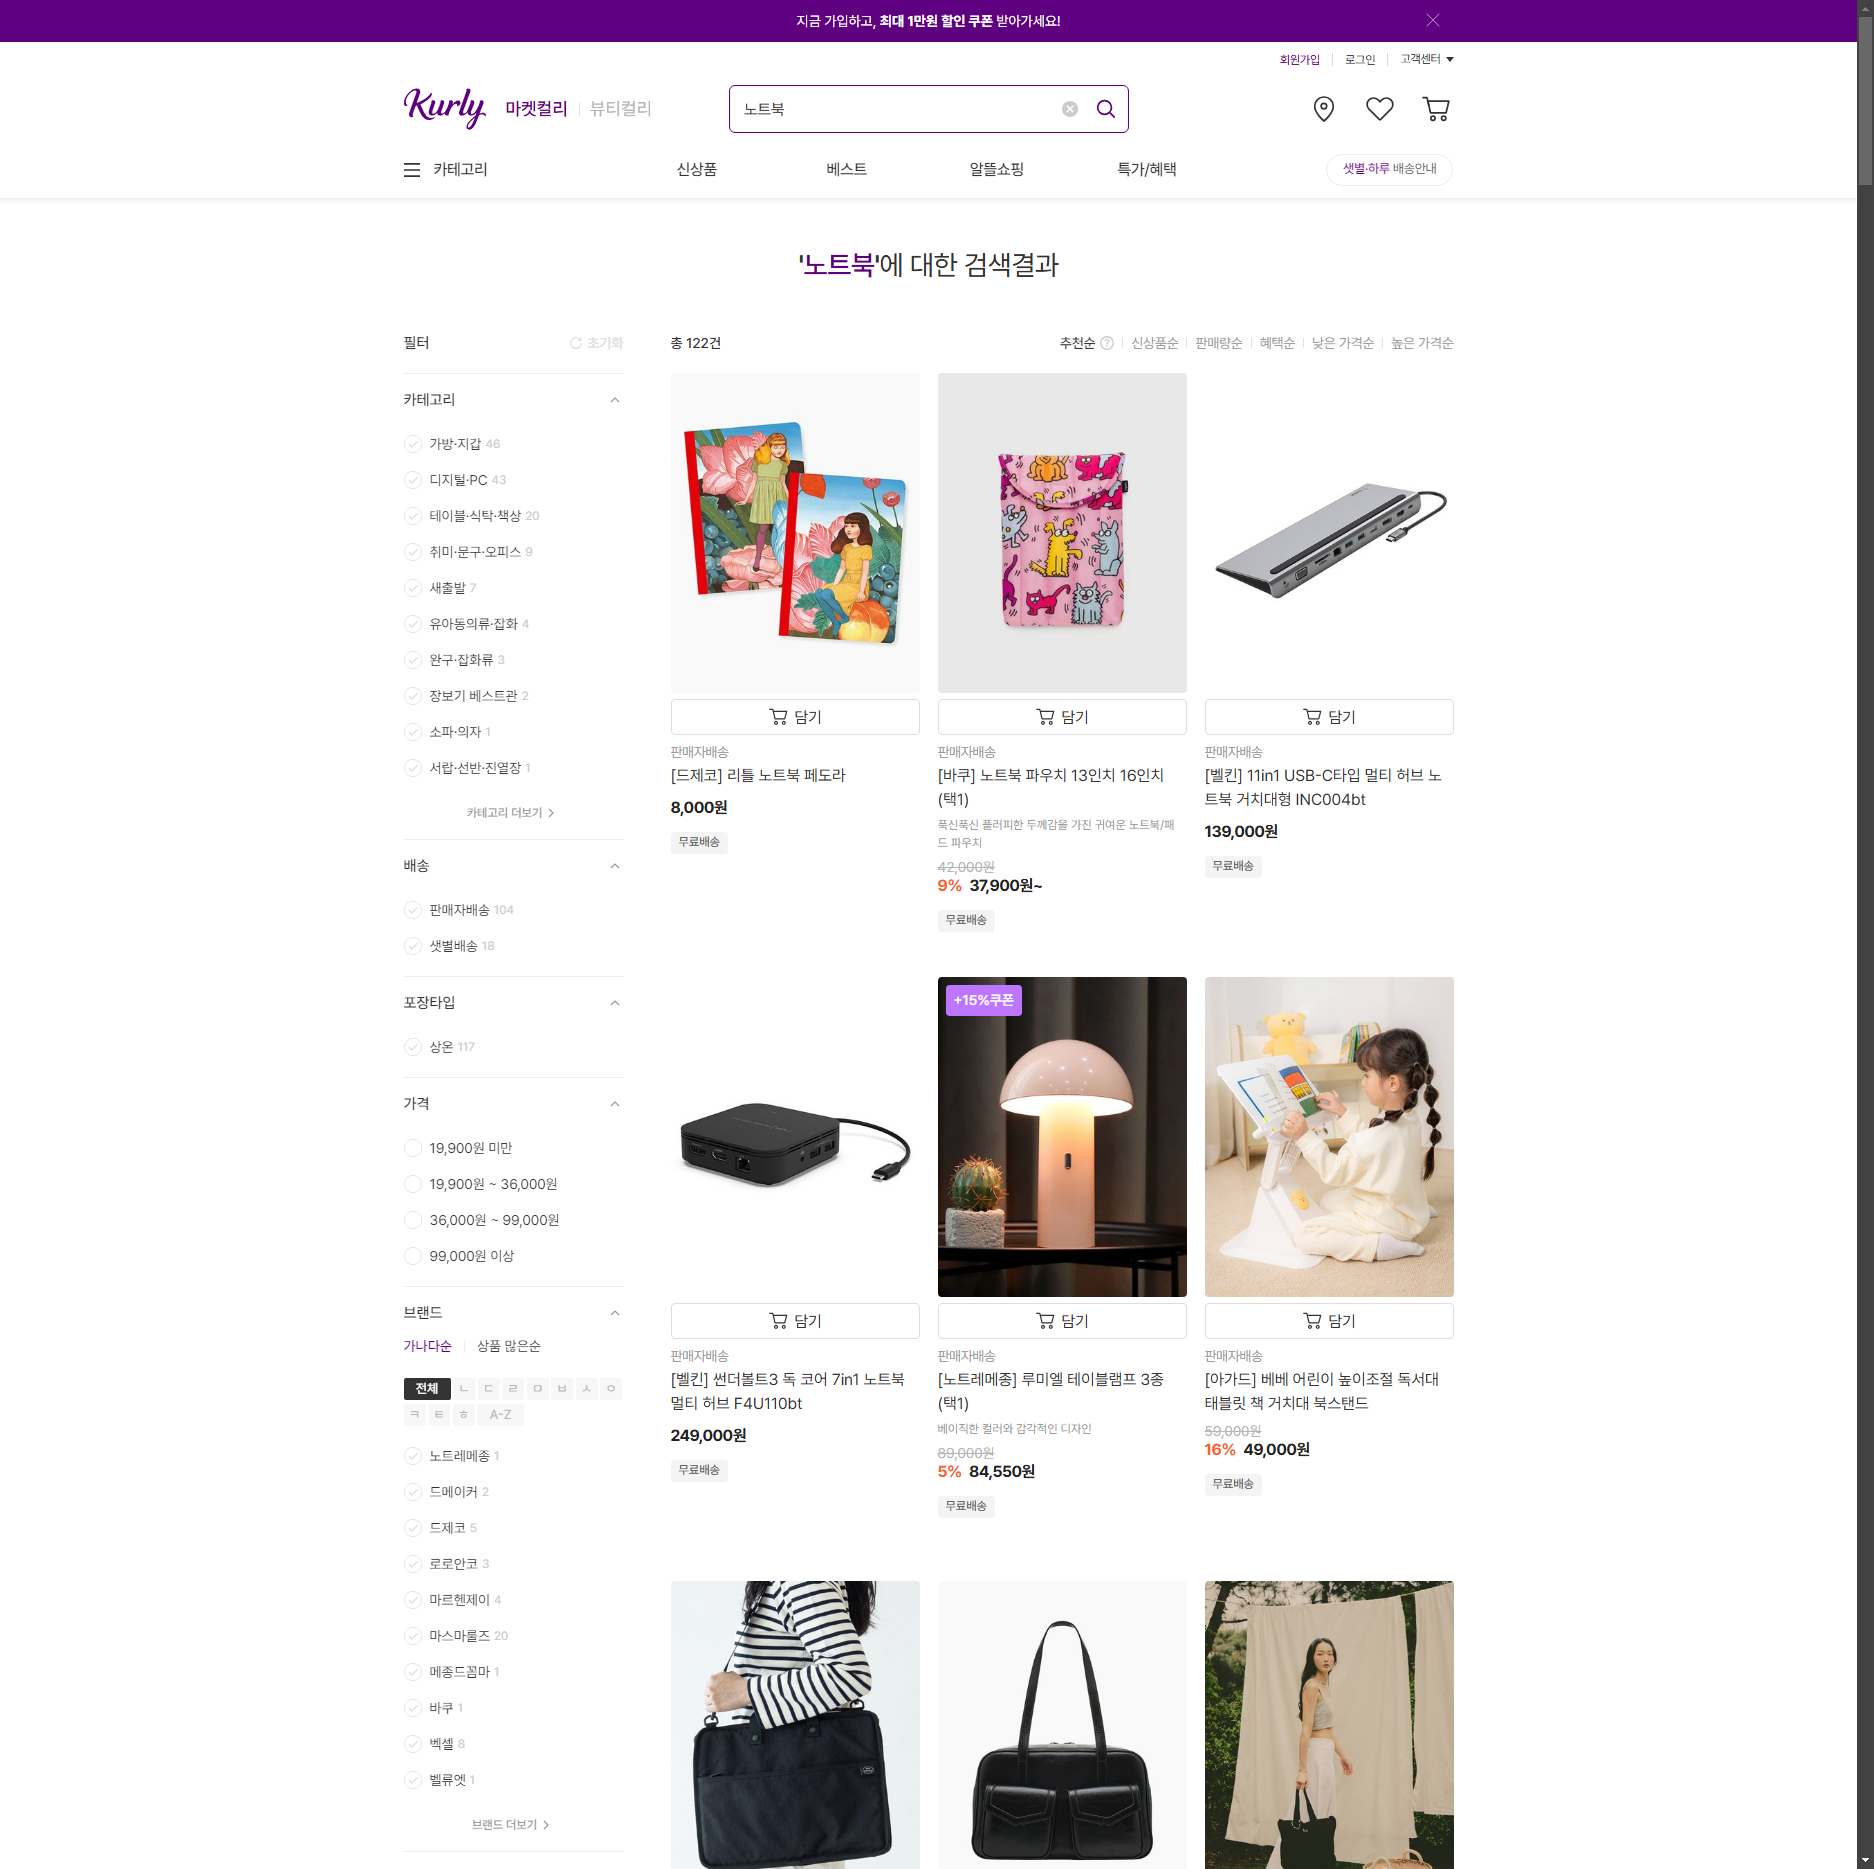 지금 가입하고, 최대 1만원 할인 쿠폰 받아가세요!
회원가입
로그인
고객센터
Kurly
마켓컬리
뷰티컬리
노트북
카테고리
신상품
베스트
알뜰쇼핑
특가/혜택
샛별·하루 배송안내
'노트북'에 대한 검색결과
필터
초기화
총 122건
추천순 ?
신상품순
판매량순
혜택순
낮은 가격순
높은 가격순
카테고리
가방·지갑 46
디지털·PC 43
테이블·식탁·책상 20
취미·문구·오피스 9
새출발 7
유아동의류·잡화 4
완구·잡화류 3
장보기 베스트관 2
소파·의자 1
서랍·선반·진열장 1
카테고리 더보기
배송
판매자배송 104
샛별배송 18
포장타입
상온 117
가격
19,900원 미만
19,900원 ~ 36,000원
36,000원 ~ 99,000원
99,000원 이상
브랜드
가나다순
상품 많은순
전체 ㄴ ㄷ ㄹ ㅁ ㅂ ㅅ ㅇ
ㅋ ㅌ ㅎ A-Z
노트레메종 1
드메이커 2
드제코 5
로로안코 3
마르헨제이 4
마스마룰즈 20
메종드꼼마 1
바쿠 1
벡셀 8
벨류엣 1
브랜드 더보기
담기
판매자배송
[드제코] 리틀 노트북 페도라
8,000원
무료배송
담기
판매자배송
[바쿠] 노트북 파우치 13인치 16인치
(택1)
푹신푹신 플러피한 두께감을 가진 귀여운 노트북/패
드 파우치
42,000원
9% 37,900원~
무료배송
담기
판매자배송
[벨킨] 11in1 USB-C타입 멀티 허브 노
트북 거치대형 INC004bt
139,000원
무료배송
담기
판매자배송
[벨킨] 썬더볼트3 독 코어 7in1 노트북
멀티 허브 F4U110bt
249,000원
무료배송
+15%쿠폰
담기
판매자배송
[노트레메종] 루미엘 테이블램프 3종
(택1)
베이직한 컬러와 감각적인 디자인
89,000원
5% 84,550원
무료배송
담기
판매자배송
[아가드] 베베 어린이 높이조절 독서대
태블릿 책 거치대 북스탠드
59,000원
16% 49,000원
무료배송